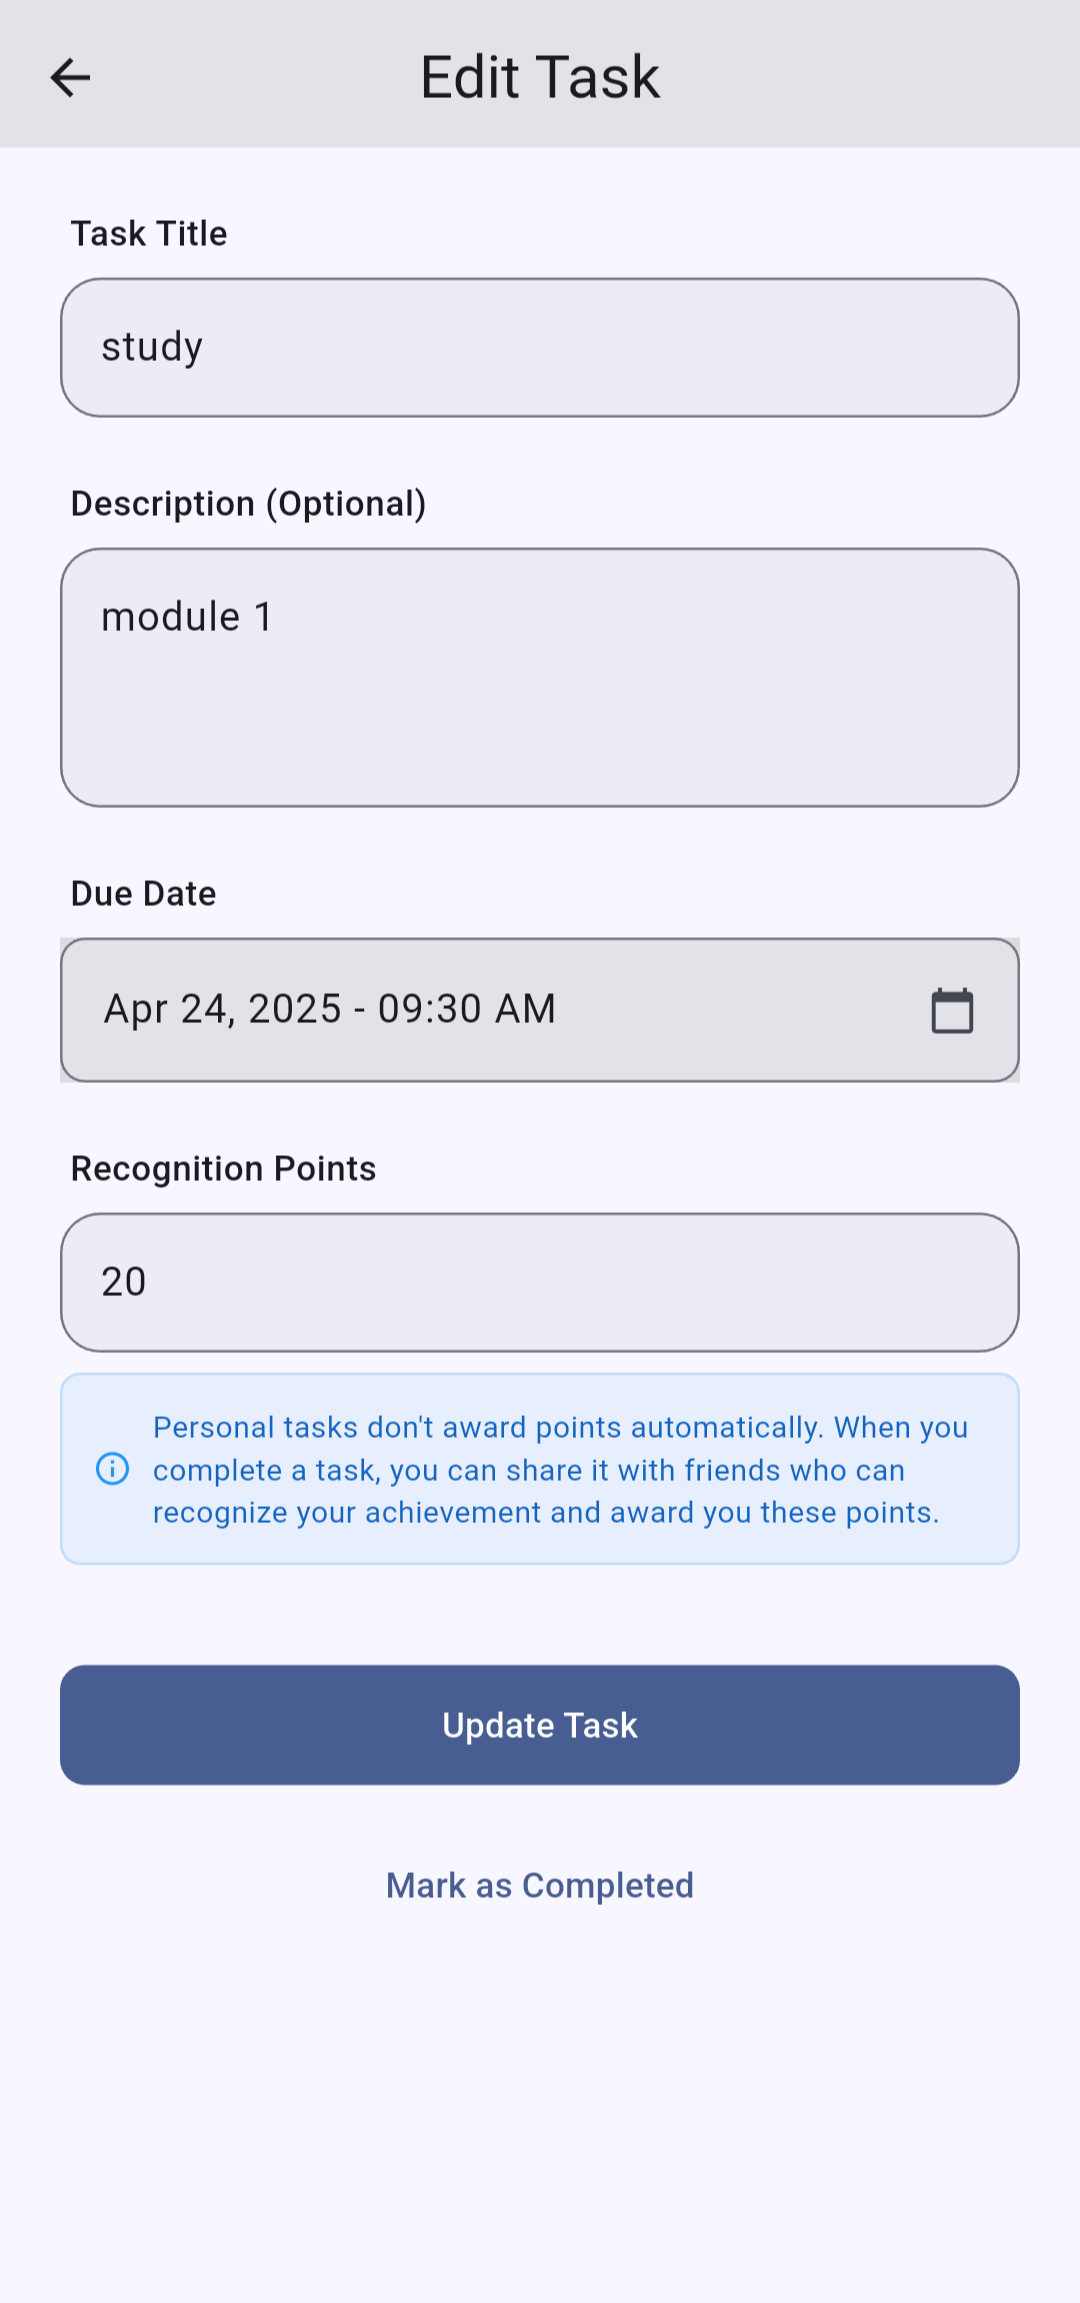 Edit Task
Task Title
study
Description (Optional)
module 1
Due Date
Apr 24, 2025 - 09:30 AM
Recognition Points
20
Personal tasks don't award points automatically. When you
complete a task, you can share it with friends who can
recognize your achievement and award you these points.
Update Task
Mark as Completed